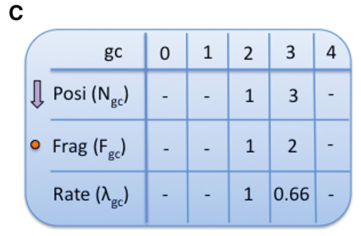 C
gc 0 1 2 3 4
Posi (Ngc) - - 1 3 -
Frag (Fgc) - - 1 2 -
Rate (λgc) - - 1 0.66 -